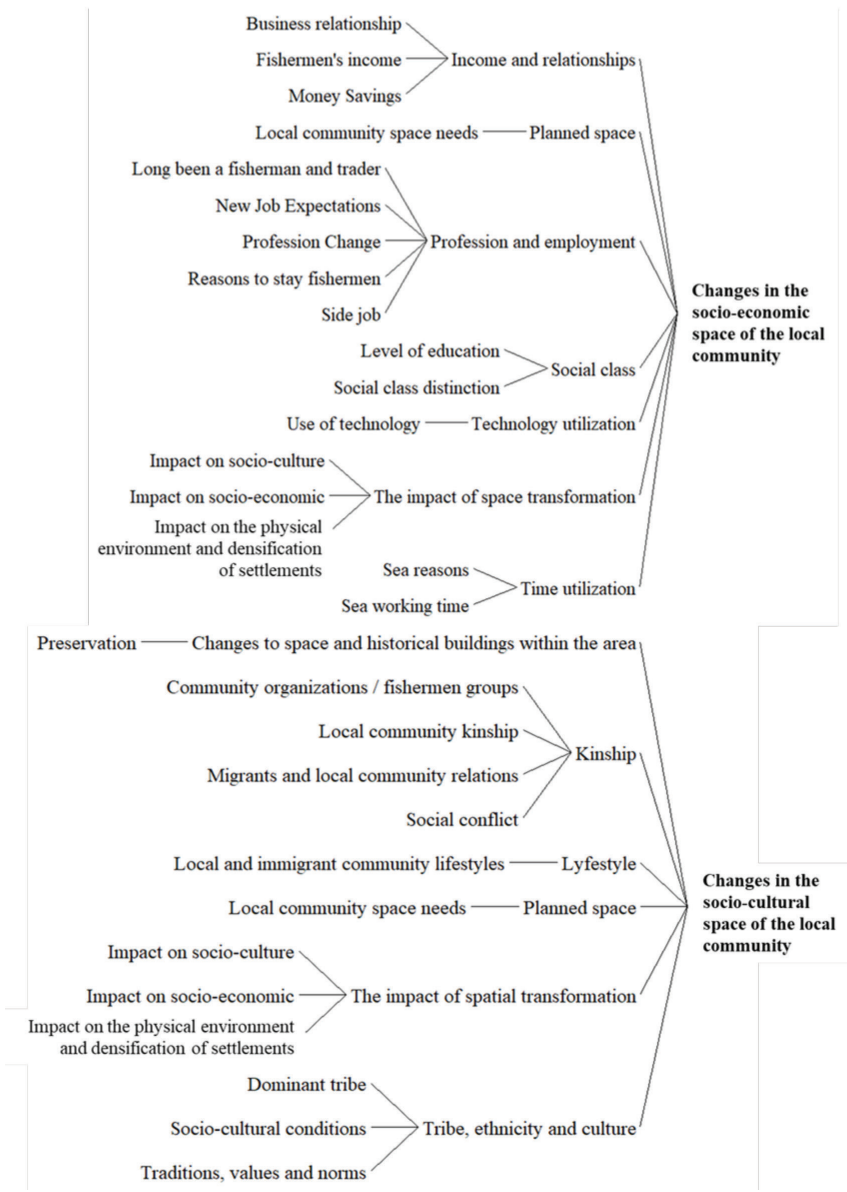 Business relationship
Fishermen's income
Money Savings
Income and relationships
Local community space needs
Planned space
Long been a fisherman and trader
New Job Expectations
Profession Change
Reasons to stay fishermen
Side job
Profession and employment
Level of education
Social class distinction
Social class
Use of technology
Technology utilization
Impact on socio-culture
Impact on socio-economic
Impact on the physical
environment and densification
of settlements
The impact of space transformation
Sea reasons
Sea working time
Time utilization
Changes in the
socio-economic
space of the local
community
Preservation
Changes to space and historical buildings within the area
Community organizations / fishermen groups
Local community kinship
Migrants and local community relations
Social conflict
Kinship
Local and immigrant community lifestyles
Lyfestyle
Local community space needs
Planned space
Impact on socio-culture
Impact on socio-economic
Impact on the physical environment
and densification of settlements
The impact of spatial transformation
Dominant tribe
Socio-cultural conditions
Traditions, values and norms
Tribe, ethnicity and culture
Changes in the
socio-cultural
space of the local
community